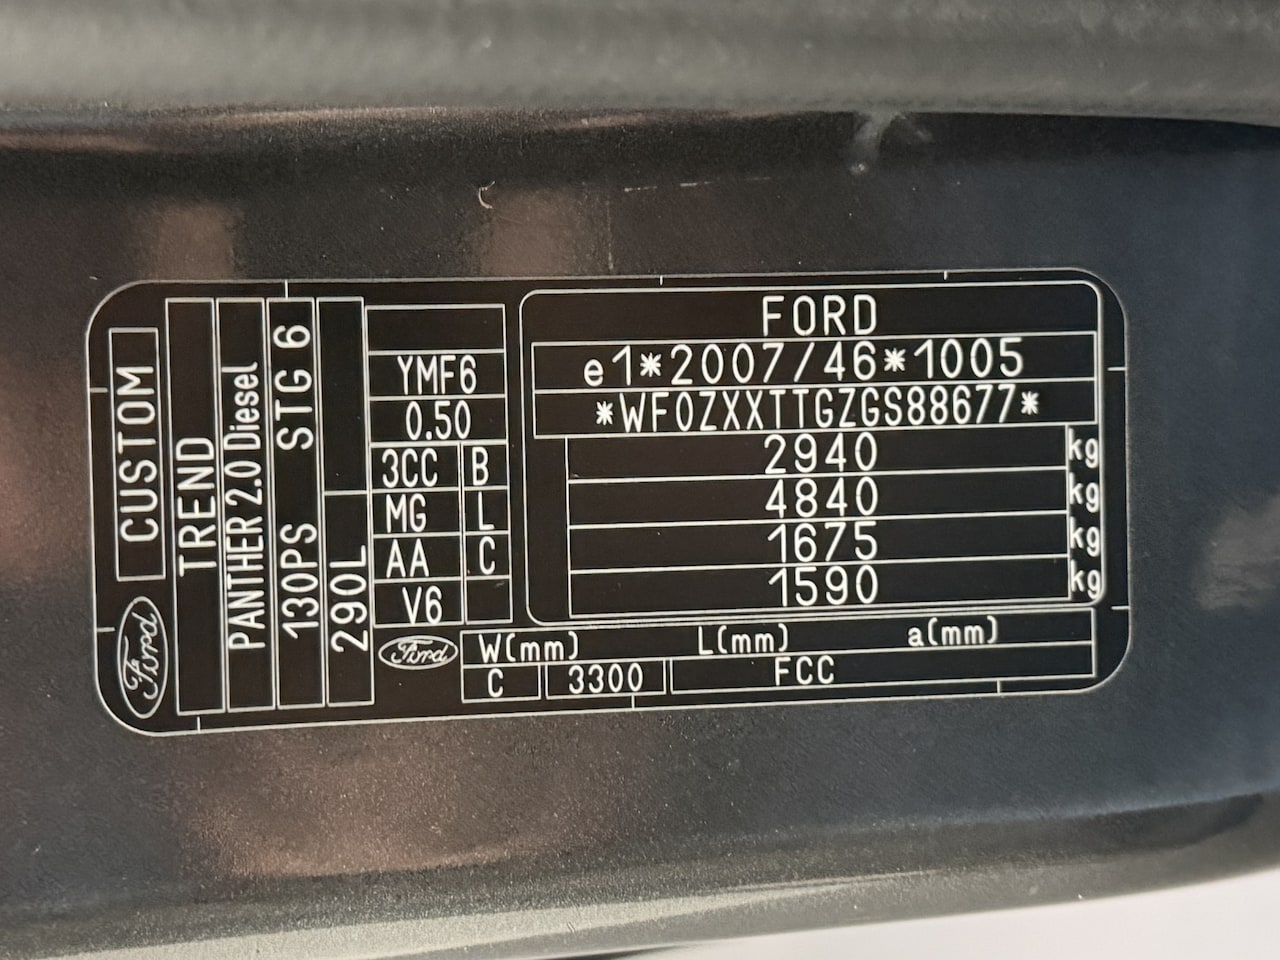 CUSTOM
Ford
TREND
PANTHER 2.0 Diesel
130PS STG 6
290L
YMF6
0.50
3CC B
MG L
AA C
V6
FORD
e1*2007/46*1005
*WF0ZXXTTGZGS88677*
2940 kg
4840 kg
1675 kg
1590 kg
Ford
W(mm) L(mm) a(mm)
C 3300 FCC